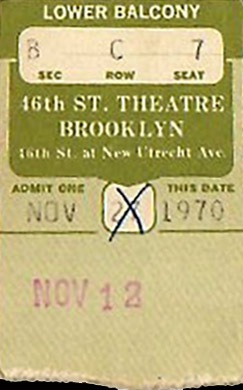 LOWER BALCONY
B C 7
SEC ROW SEAT
46th ST. THEATRE
BROOKLYN
46th St. at New Utrecht Ave.
ADMIT ONE THIS DATE
NOV 1970
NOV 12